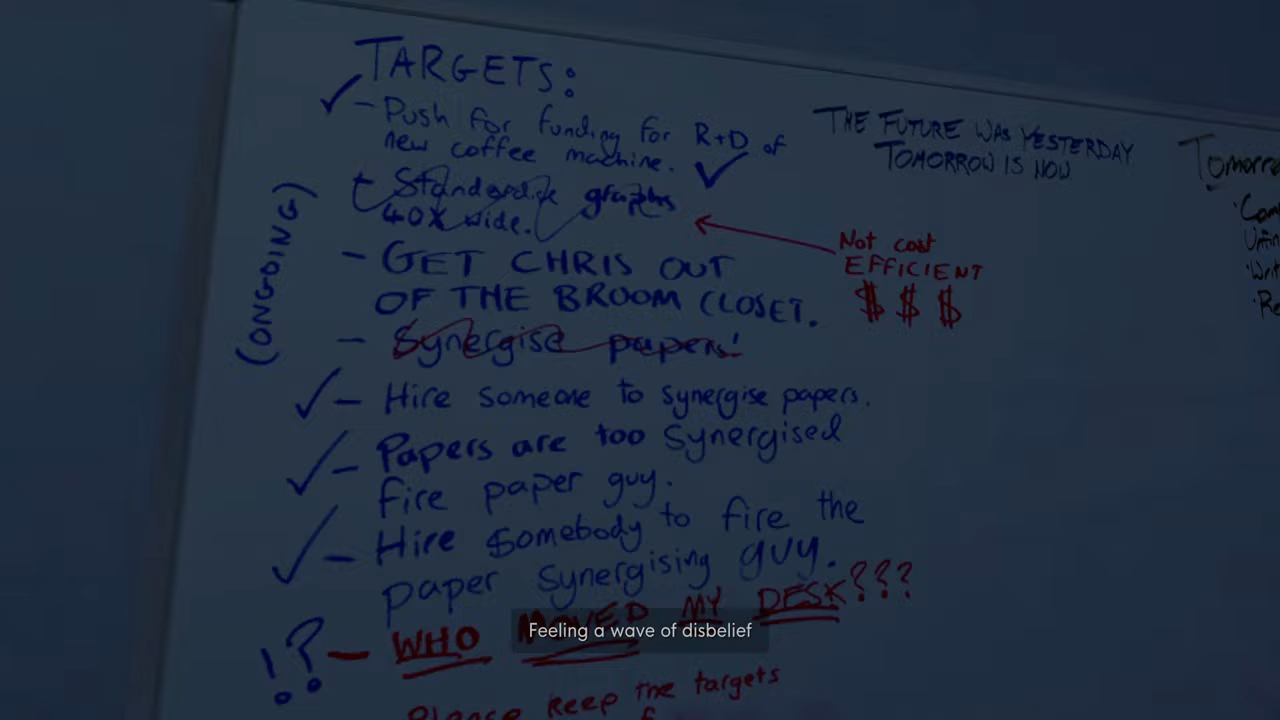 TARGETS:
- Push for funding for R+D of
new coffee machine.
- Standardise graphs
40X wide.
(ONGOING)
- GET CHRIS OUT
OF THE BROOM CLOSET.
- Synergise papers!
- Hire someone to synergise papers.
- Papers are too synergised
fire paper guy.
- Hire somebody to fire the
paper synergising guy.
!? - WHO MOVED MY DESK???
Please keep the targets
THE FUTURE WAS YESTERDAY
TOMORROW IS NOW
Not cost
EFFICIENT
$ $ $
Feeling a wave of disbelief